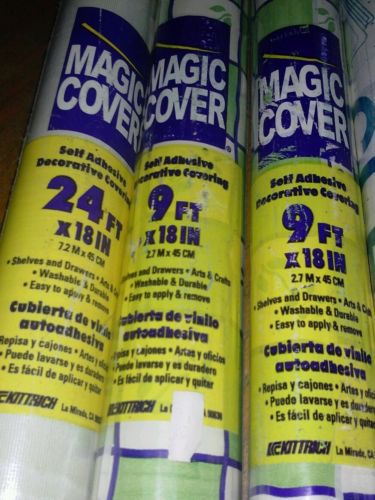 MAGIC
COVER
Self Adhesive
Decorative Covering
24 FT
X 18 IN
7.2 M X 45 CM
• Shelves and Drawers • Arts & Crafts
• Washable & Durable
• Easy to apply & remove
Cubierta de vinilo
autoadhesiva
Repisa y cajones • Artes y oficios
• Puede lavarse y es duradero
• Es fácil de aplicar y quitar
KITTRICH
La Mirada, CA
MAGIC
COVER
Self Adhesive
Decorative Covering
9 FT
X 18 IN
2.7 M X 45 CM
Shelves and Drawers • Arts & Crafts
• Washable & Durable
• Easy to apply & remove
Cubierta de vinilo
autoadhesiva
Repisa y cajones • Artes y oficios
• Puede lavarse y es duradero
• Es fácil de aplicar y quitar
KITTRICH
La
MAGIC
COVER
Self Adhesive
Decorative Covering
9 FT
X 18 IN
2.7 M X 45 CM
• Shelves and Drawers • Arts &
• Washable & Durable
• Easy to apply & remove
Cubierta de vinilo
autoadhesiva
Repisa y cajones • Artes y oficios
• Puede lavarse y es duradero
• Es fácil de aplicar y quitar
KITTRICH
La Mirada, CA